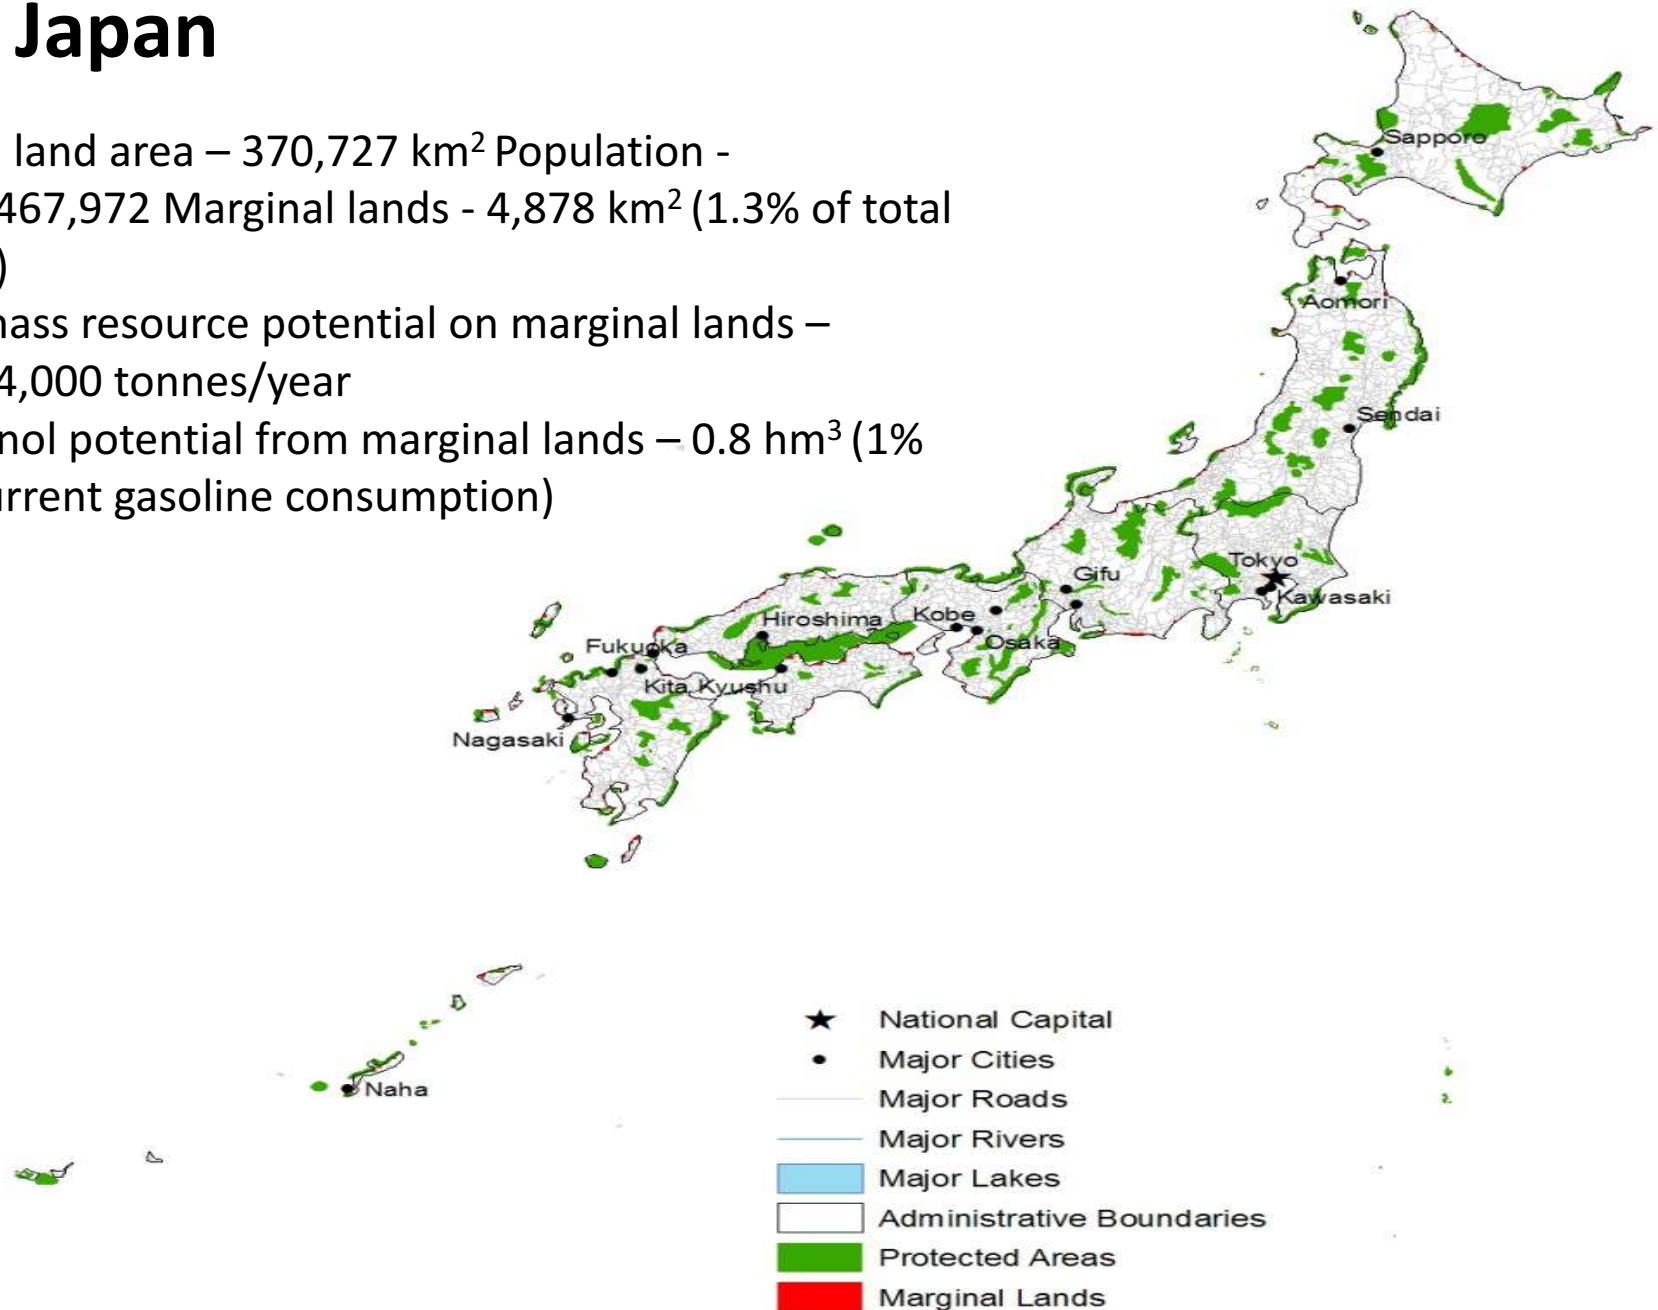 Japan
land area – 370,727 km² Population -
467,972 Marginal lands - 4,878 km² (1.3% of total
)
mass resource potential on marginal lands –
4,000 tonnes/year
nol potential from marginal lands – 0.8 hm³ (1%
urrent gasoline consumption)
Sapporo
Aomori
Sendai
Tokyo
Gifu
Kawasaki
Kobe
Hiroshima
Osaka
Fukuoka
Kita Kyushu
Nagasaki
Naha
National Capital
Major Cities
Major Roads
Major Rivers
Major Lakes
Administrative Boundaries
Protected Areas
Marginal Lands